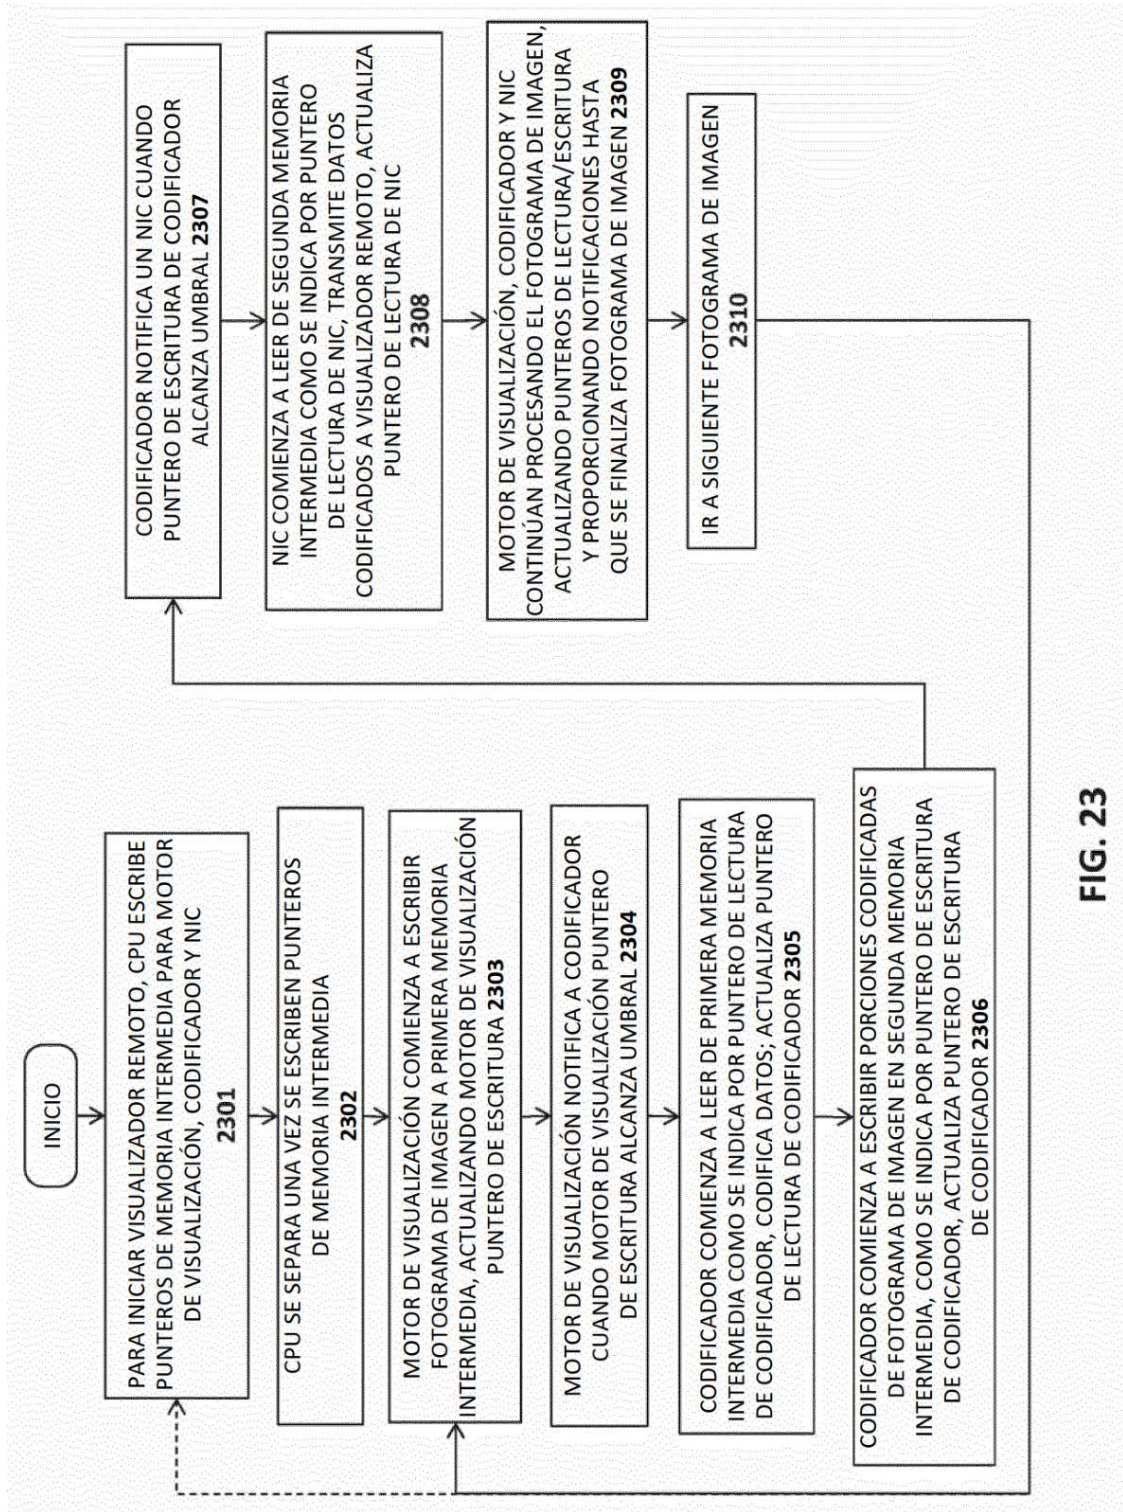 INICIO
PARA INICIAR VISUALIZADOR REMOTO, CPU ESCRIBE
PUNTEROS DE MEMORIA INTERMEDIA PARA MOTOR
DE VISUALIZACIÓN, CODIFICADOR Y NIC
2301
CPU SE SEPARA UNA VEZ SE ESCRIBEN PUNTEROS
DE MEMORIA INTERMEDIA
2302
MOTOR DE VISUALIZACIÓN COMIENZA A ESCRIBIR
FOTOGRAMA DE IMAGEN A PRIMERA MEMORIA
INTERMEDIA, ACTUALIZANDO MOTOR DE VISUALIZACIÓN
PUNTERO DE ESCRITURA 2303
MOTOR DE VISUALIZACIÓN NOTIFICA A CODIFICADOR
CUANDO MOTOR DE VISUALIZACIÓN PUNTERO
DE ESCRITURA ALCANZA UMBRAL 2304
CODIFICADOR COMIENZA A LEER DE PRIMERA MEMORIA
INTERMEDIA COMO SE INDICA POR PUNTERO DE LECTURA
DE CODIFICADOR, CODIFICA DATOS; ACTUALIZA PUNTERO
DE LECTURA DE CODIFICADOR 2305
CODIFICADOR COMIENZA A ESCRIBIR PORCIONES CODIFICADAS
DE FOTOGRAMA DE IMAGEN EN SEGUNDA MEMORIA
INTERMEDIA, COMO SE INDICA POR PUNTERO DE ESCRITURA
DE CODIFICADOR, ACTUALIZA PUNTERO DE ESCRITURA
DE CODIFICADOR 2306
CODIFICADOR NOTIFICA UN NIC CUANDO
PUNTERO DE ESCRITURA DE CODIFICADOR
ALCANZA UMBRAL 2307
NIC COMIENZA A LEER DE SEGUNDA MEMORIA
INTERMEDIA COMO SE INDICA POR PUNTERO
DE LECTURA DE NIC, TRANSMITE DATOS
CODIFICADOS A VISUALIZADOR REMOTO, ACTUALIZA
PUNTERO DE LECTURA DE NIC
2308
MOTOR DE VISUALIZACIÓN, CODIFICADOR Y NIC
CONTINÚAN PROCESANDO EL FOTOGRAMA DE IMAGEN,
ACTUALIZANDO PUNTEROS DE LECTURA/ESCRITURA
Y PROPORCIONANDO NOTIFICACIONES HASTA
QUE SE FINALIZA FOTOGRAMA DE IMAGEN 2309
IR A SIGUIENTE FOTOGRAMA DE IMAGEN
2310
FIG. 23